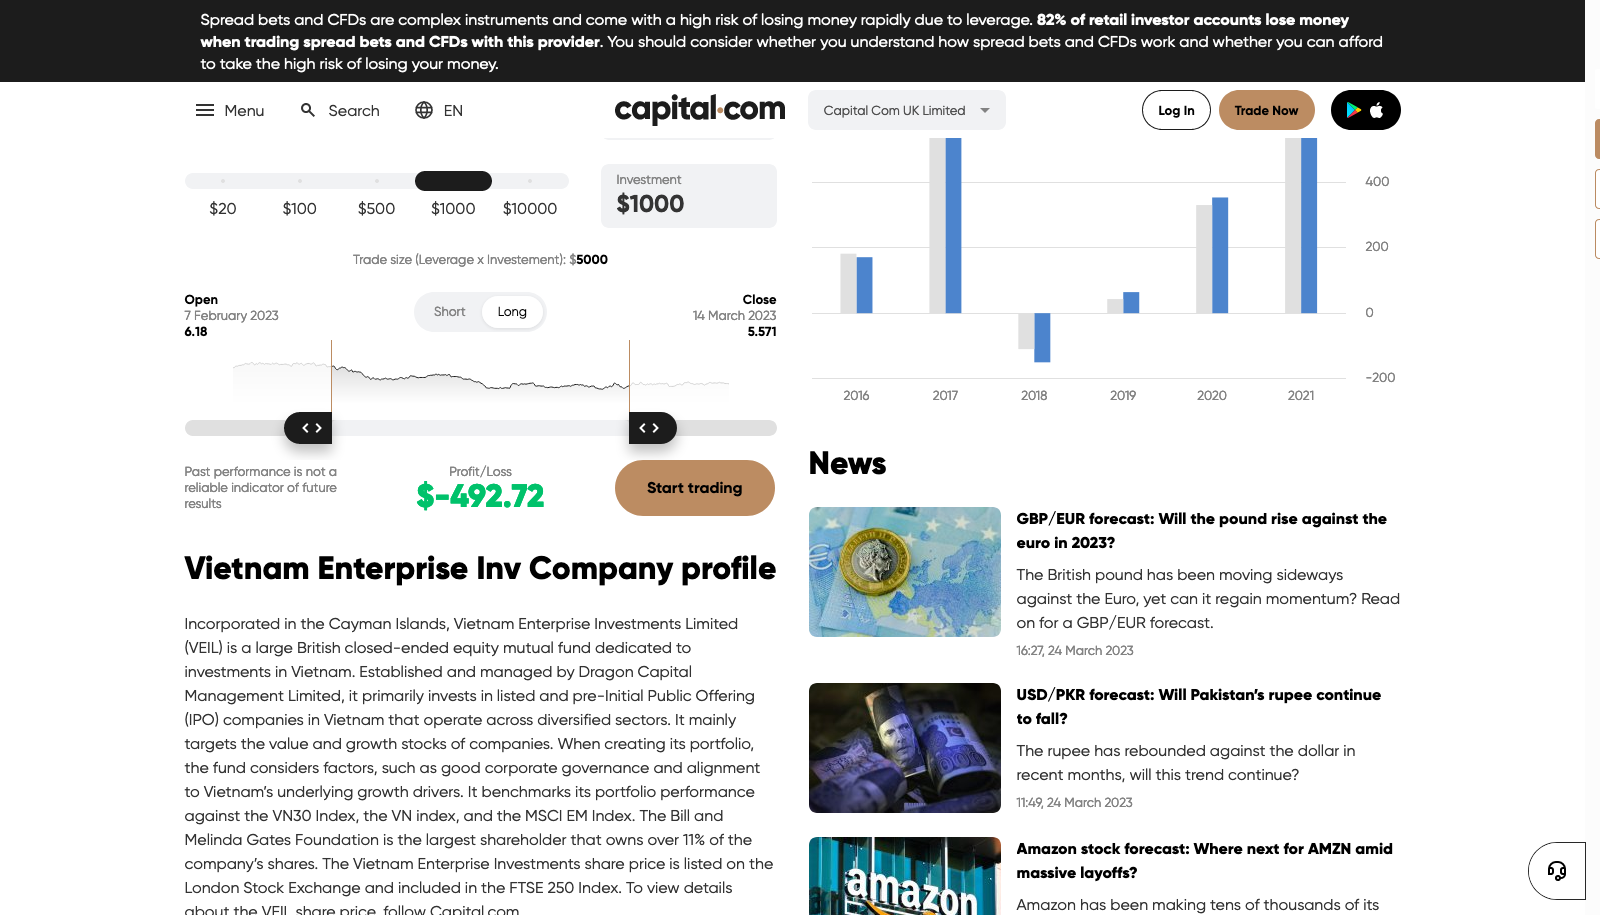 Spread bets and CFDs are complex instruments and come with a high risk of losing money rapidly due to leverage. 82% of retail investor accounts lose money
when trading spread bets and CFDs with this provider. You should consider whether you understand how spread bets and CFDs work and whether you can afford
to take the high risk of losing your money.
Menu
Search
EN
capital.com
Capital Com UK Limited
Log In
Trade Now
$20
$100
$500
$1000
$10000
Investment
$1000
Trade size (Leverage x Investement): $5000
Open
7 February 2023
6.18
Short
Long
Close
14 March 2023
5.571
Past performance is not a
reliable indicator of future
results
Profit/Loss
$-492.72
Start trading
Vietnam Enterprise Inv Company profile
Incorporated in the Cayman Islands, Vietnam Enterprise Investments Limited
(VEIL) is a large British closed-ended equity mutual fund dedicated to
investments in Vietnam. Established and managed by Dragon Capital
Management Limited, it primarily invests in listed and pre-Initial Public Offering
(IPO) companies in Vietnam that operate across diversified sectors. It mainly
targets the value and growth stocks of companies. When creating its portfolio,
the fund considers factors, such as good corporate governance and alignment
to Vietnam's underlying growth drivers. It benchmarks its portfolio performance
against the VN30 Index, the VN index, and the MSCI EM Index. The Bill and
Melinda Gates Foundation is the largest shareholder that owns over 11% of the
company's shares. The Vietnam Enterprise Investments share price is listed on the
London Stock Exchange and included in the FTSE 250 Index. To view details
about the VEIL share price, follow Capital.com.
400
200
0
-200
2016
2017
2018
2019
2020
2021
News
GBP/EUR forecast: Will the pound rise against the
euro in 2023?
The British pound has been moving sideways
against the Euro, yet can it regain momentum? Read
on for a GBP/EUR forecast.
16:27, 24 March 2023
USD/PKR forecast: Will Pakistan's rupee continue
to fall?
The rupee has rebounded against the dollar in
recent months, will this trend continue?
11:49, 24 March 2023
amazon
Amazon stock forecast: Where next for AMZN amid
massive layoffs?
Amazon has been making tens of thousands of its